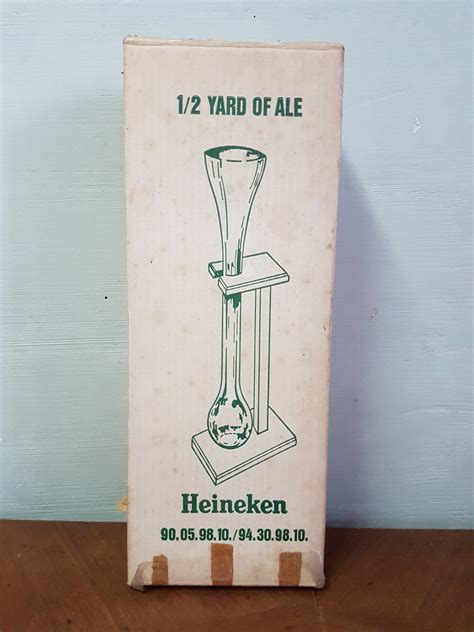 1/2 YARD OF ALE
Heineken
90.05.98.10./94.30.98.10.